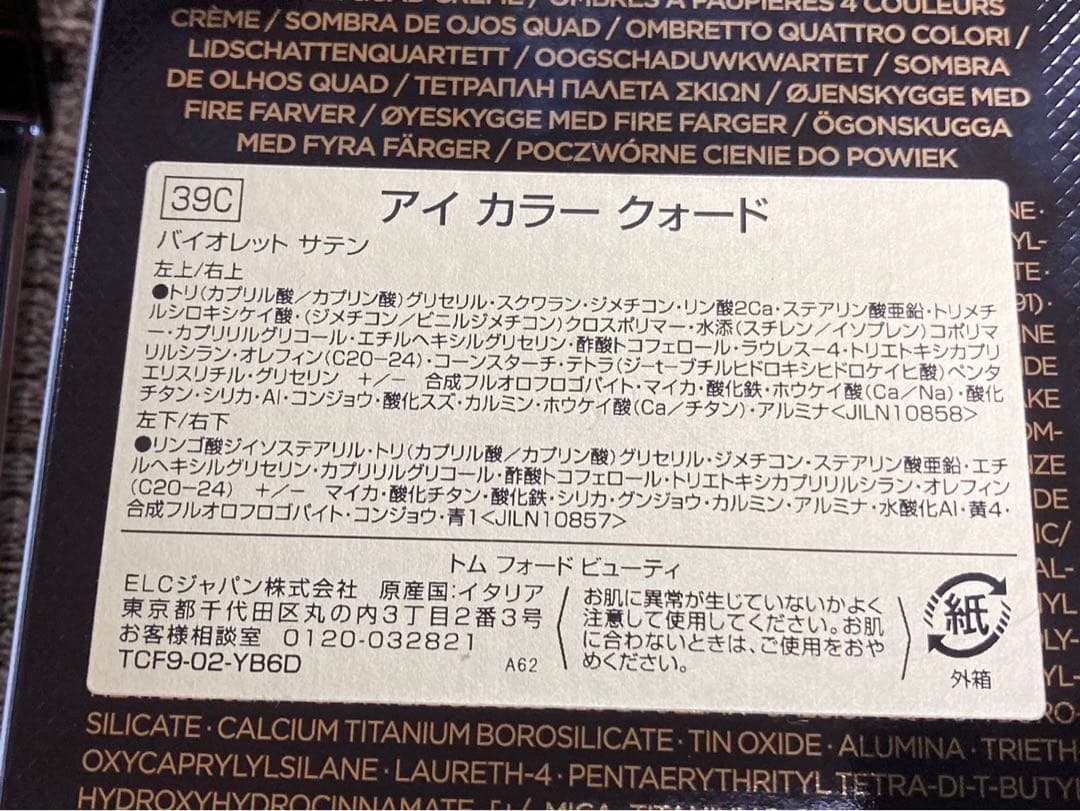 QUAD CRÈME / OMBRES À PAUPIÈRES 4 COULEURS
CRÈME / SOMBRA DE OJOS QUAD / OMBRETTO QUATTRO COLORI /
LIDSCHATTENQUARTETT / OOGSCHADUWKWARTET / SOMBRA
DE OLHOS QUAD / ΤΕΤΡΑΠΛΗ ΠΑΛΕΤΑ ΣΚΙΩΝ / ØJENSKYGGE MED
FIRE FARVER / ØYESKYGGE MED FIRE FARGER / ÖGONSKUGGA
MED FYRA FÄRGER / POCZWÓRNE CIENIE DO POWIEK
39C アイ カラー クォード
バイオレット サテン
左上/右上
●トリ(カプリル酸/カプリン酸)グリセリル・スクワラン・ジメチコン・リン酸2Ca・ステアリン酸亜鉛・トリメチ
ルシロキシケイ酸・(ジメチコン/ビニルジメチコン)クロスポリマー・水添(スチレン/イソプレン)コポリマ
ー・カプリリルグリコール・エチルヘキシルグリセリン・酢酸トコフェロール・ラウレス-4・トリエトキシカプリ
リルシラン・オレフィン(C20-24)・コーンスターチ・テトラ(ジ-t-ブチルヒドロキシヒドロケイヒ酸)ペンタ
エリスリチル・グリセリン +/- 合成フルオロフロゴパイト・マイカ・酸化鉄・ホウケイ酸(Ca/Na)・酸化
チタン・シリカ・Al・コンジョウ・酸化スズ・カルミン・ホウケイ酸(Ca/チタン)・アルミナ<JILN10858>
左下/右下
●リンゴ酸ジイソステアリル・トリ(カプリル酸/カプリン酸)グリセリル・ジメチコン・ステアリン酸亜鉛・エチ
ルヘキシルグリセリン・カプリリルグリコール・酢酸トコフェロール・トリエトキシカプリリルシラン・オレフィン
(C20-24) +/- マイカ・酸化チタン・酸化鉄・シリカ・グンジョウ・カルミン・アルミナ・水酸化Al・黄4・
合成フルオロフロゴパイト・コンジョウ・青1<JILN10857>
トム フォード ビューティ
ELCジャパン株式会社 原産国:イタリア
東京都千代田区丸の内3丁目2番3号
お客様相談室 0120-032821
TCF9-02-YB6D A62
お肌に異常が生じていないかよく
注意して使用してください。お肌
に合わないときは、ご使用をおや
めください。
紙
外箱
SILICATE · CALCIUM TITANIUM BOROSILICATE · TIN OXIDE · ALUMINA · TRIETH
OXYCAPRYLYLSILANE · LAURETH-4 · PENTAERYTHRITYL TETRA-DI-T-BUTYL
HYDROXYHYDROCINNAMATE